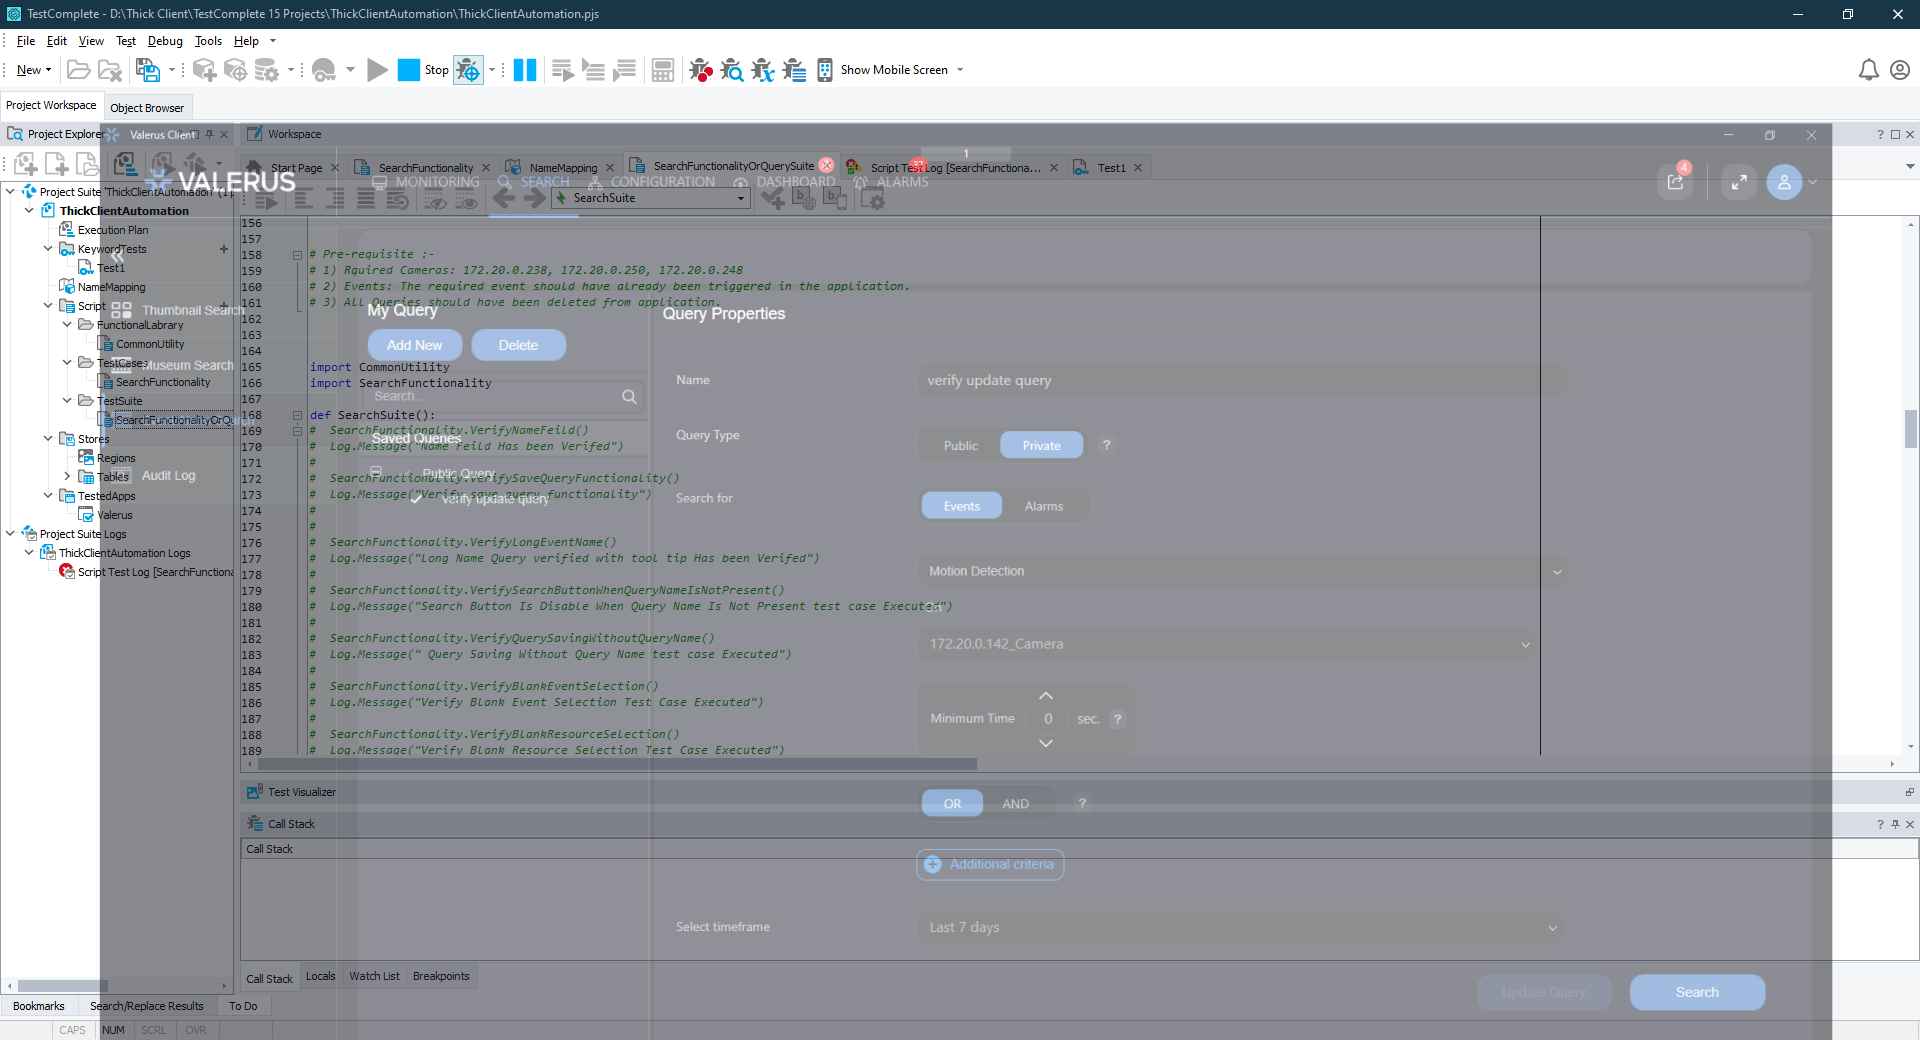 TestComplete - D:\Thick Client\TestComplete 15 Projects\ThickClientAutomation\ThickClientAutomation.pjs
File Edit View Test Debug Tools Help
New Stop Show Mobile Screen
Project Workspace Object Browser
Project Explorer Valerus Client Workspace
1
Start Page SearchFunctionality NameMapping SearchFunctionalityOrQuerySuite Script Test Log [SearchFunctiona... Test1
37
4
VALERUS MONITORING SEARCH CONFIGURATION DASHBOARD ALARMS
SearchSuite
Project Suite 'ThickClientAutomation' (1 p
ThickClientAutomation
Execution Plan
KeywordTests
Test1
NameMapping
Script
FunctionalLabrary
CommonUtility
TestCases
SearchFunctionality
TestSuite
SearchFunctionalityOrQu
Stores
Regions
Tables
TestedApps
Valerus
Project Suite Logs
ThickClientAutomation Logs
Script Test Log [SearchFunctiona
Thumbnail Search
Museum Search
Audit Log
156
157
158 # Pre-requisite :-
159 # 1) Rquired Cameras: 172.20.0.238, 172.20.0.250, 172.20.0.248
160 # 2) Events: The required event should have already been triggered in the application.
161 # 3) All Queries should have been deleted from application.
162
163
164
165 import CommonUtility
166 import SearchFunctionality
167
168 def SearchSuite():
169 # SearchFunctionality.VerifyNameFeild()
170 # Log.Message("Name Feild Has been Verifed")
171 #
172 # SearchFunctionality.VerifySaveQueryFunctionality()
173 # Log.Message("Verify save query functionality")
174 #
175 #
176 # SearchFunctionality.VerifyLongEventName()
177 # Log.Message("Long Name Query verified with tool tip Has been Verifed")
178 #
179 # SearchFunctionality.VerifySearchButtonWhenQueryNameIsNotPresent()
180 # Log.Message("Search Button Is Disable When Query Name Is Not Present test case Executed")
181 #
182 # SearchFunctionality.VerifyQuerySavingWithoutQueryName()
183 # Log.Message(" Query Saving Without Query Name test case Executed")
184 #
185 # SearchFunctionality.VerifyBlankEventSelection()
186 # Log.Message("Verify Blank Event Selection Test Case Executed")
187 #
188 # SearchFunctionality.VerifyBlankResourceSelection()
189 # Log.Message("Verify Blank Resource Selection Test Case Executed")
My Query
Add New Delete
Search...
Saved Queries
Public Query
verify update query
Query Properties
Name verify update query
Query Type Public Private ?
Search for Events Alarms
Motion Detection
172.20.0.142_Camera
Minimum Time 0 sec. ?
OR AND ?
Additional criteria
Select timeframe Last 7 days
Update Query Search
Test Visualizer
Call Stack
Call Stack
Call Stack Locals Watch List Breakpoints
Bookmarks Search/Replace Results To Do
CAPS NUM SCRL OVR